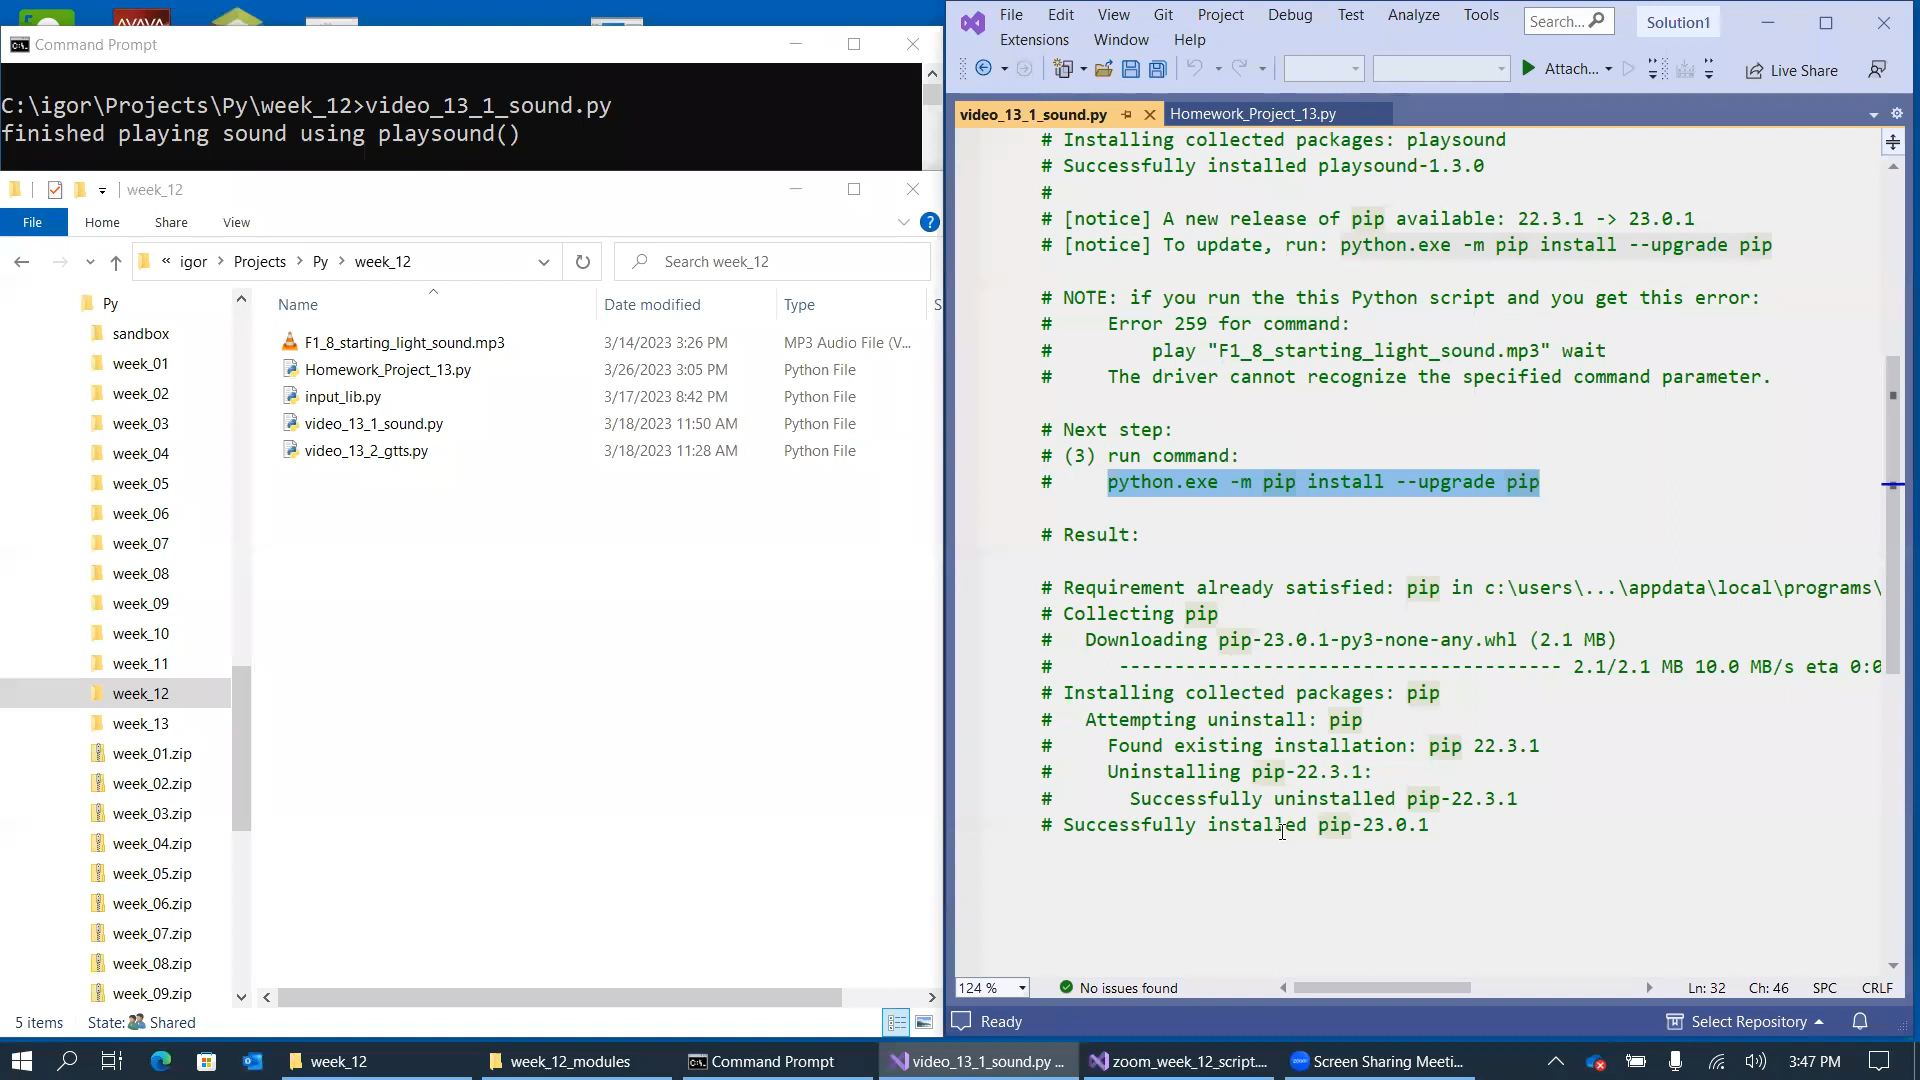 AVAYA
Command Prompt
C:\igor\Projects\Py\week_12>video_13_1_sound.py
finished playing sound using playsound()
week_12
File Home Share View
« igor > Projects > Py > week_12
Search week_12
Py
sandbox
week_01
week_02
week_03
week_04
week_05
week_06
week_07
week_08
week_09
week_10
week_11
week_12
week_13
week_01.zip
week_02.zip
week_03.zip
week_04.zip
week_05.zip
week_06.zip
week_07.zip
week_08.zip
week_09.zip
Name Date modified Type S
F1_8_starting_light_sound.mp3 3/14/2023 3:26 PM MP3 Audio File (V...
Homework_Project_13.py 3/26/2023 3:05 PM Python File
input_lib.py 3/17/2023 8:42 PM Python File
video_13_1_sound.py 3/18/2023 11:50 AM Python File
video_13_2_gtts.py 3/18/2023 11:28 AM Python File
5 items State: Shared
File Edit View Git Project Debug Test Analyze Tools Search... Solution1
Extensions Window Help
Attach... Live Share
video_13_1_sound.py Homework_Project_13.py
# Installing collected packages: playsound
# Successfully installed playsound-1.3.0
#
# [notice] A new release of pip available: 22.3.1 -> 23.0.1
# [notice] To update, run: python.exe -m pip install --upgrade pip
# NOTE: if you run the this Python script and you get this error:
# Error 259 for command:
# play "F1_8_starting_light_sound.mp3" wait
# The driver cannot recognize the specified command parameter.
# Next step:
# (3) run command:
# python.exe -m pip install --upgrade pip
# Result:
# Requirement already satisfied: pip in c:\users\...\appdata\local\programs\
# Collecting pip
# Downloading pip-23.0.1-py3-none-any.whl (2.1 MB)
# ---------------------------------------- 2.1/2.1 MB 10.0 MB/s eta 0:0
# Installing collected packages: pip
# Attempting uninstall: pip
# Found existing installation: pip 22.3.1
# Uninstalling pip-22.3.1:
# Successfully uninstalled pip-22.3.1
# Successfully installed pip-23.0.1
124 % No issues found Ln: 32 Ch: 46 SPC CRLF
Ready Select Repository
week_12 week_12_modules Command Prompt video_13_1_sound.py ... zoom_week_12_script... Screen Sharing Meeti... 3:47 PM